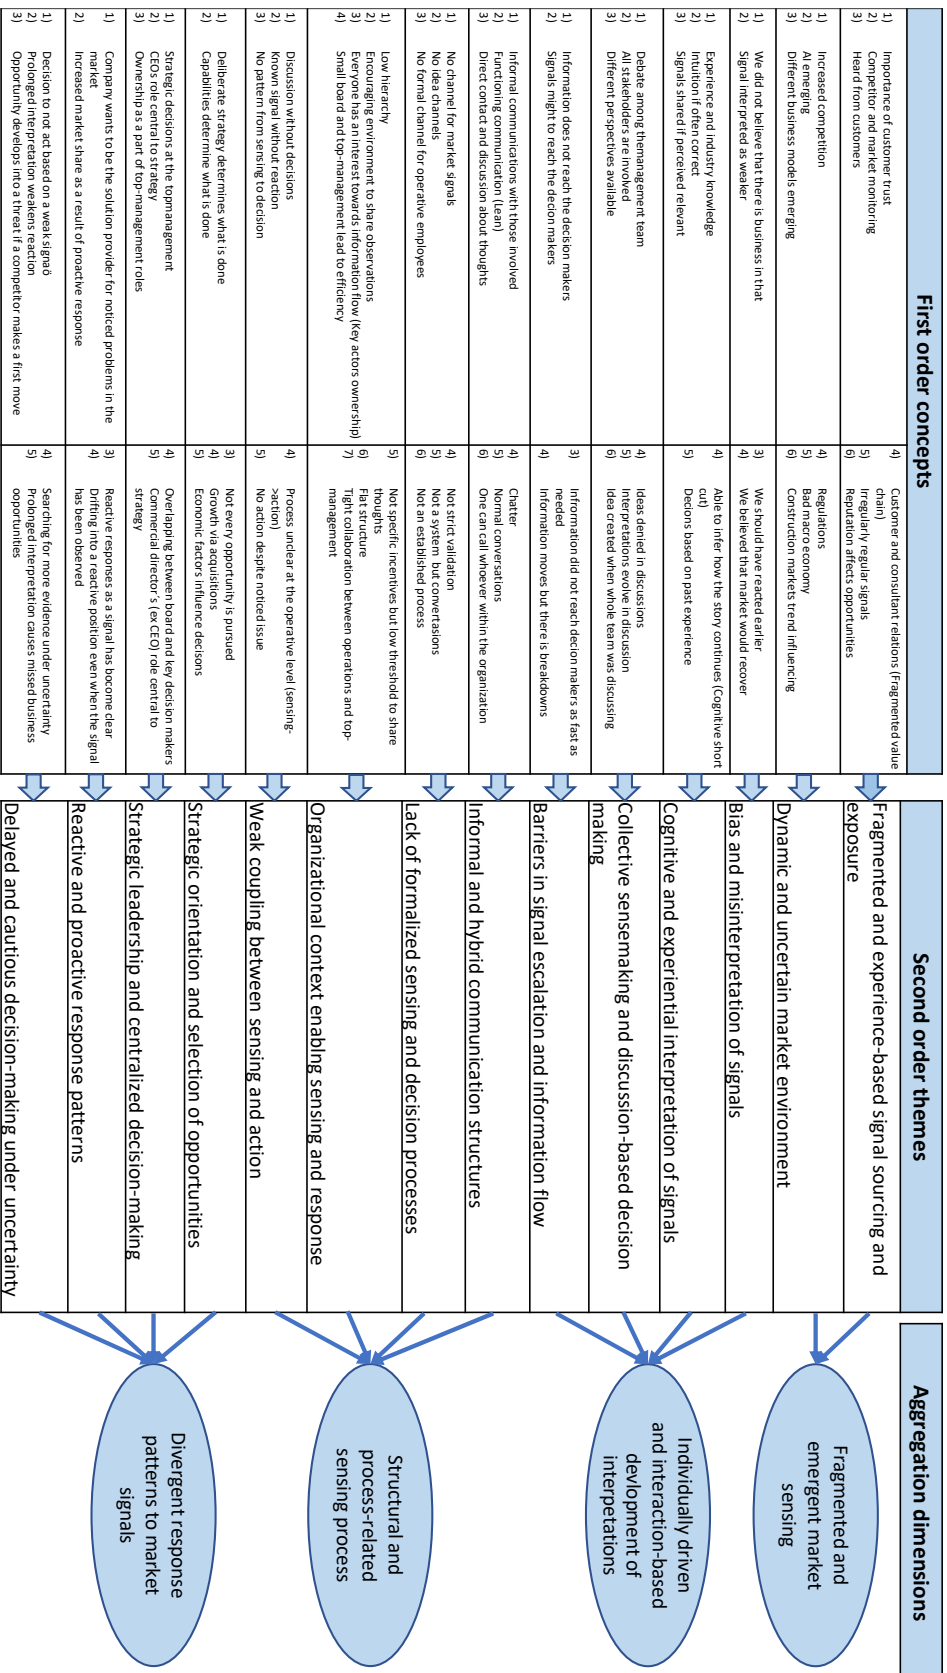 First order concepts
Second order themes
Aggregation dimensions
1) Importance of customer trust
2) Competitor and market monitoring
3) Heard from customers
4) Customer and consultant relations (Fragmented value
chain)
5) Irregularly regular signals
6) Reputation affects opportunities
Fragmented and experience-based signal sourcing and
exposure
1) Increased competition
2) AI emerging
3) Different business models emerging
4) Regulations
5) Bad macro economy
6) Construction markets trend influencing
Dynamic and uncertain market environment
1) We did not believe that there is business in that
2) Signal interpreted as weaker
3) We should have reacted earlier
4) We believed that market would recover
Bias and misinterpretation of signals
1) Experience and industry knowledge
2) Intuition if often correct
3) Signals shared if perceived relevant
4) Able to infer how the story continues (Cognitive short
cut)
5) Decions based on past experience
Cognitive and experiential interpretation of signals
1) Debate among themanagement team
2) All stakeholders are involved
3) Different perspectives available
4) Ideas denied in discussions
5) Interpretations evolve in discussion
6) Idea created when whole team was discussing
Collective sensemaking and discussion-based decision
making
1) Information does not reach the decision makers
2) Signals might to reach the decion makers
3) Information did not reach decion makers as fast as
needed
4) Information moves but there is breakdowns
Barriers in signal escalation and information flow
1) Informal communications with those involved
2) Functioning communication (Lean)
3) Direct contact and discussion about thoughts
4) Chatter
5) Normal conversations
6) One can call whoever within the organization
Informal and hybrid communication structures
1) No channel for market signals
2) No idea channels
3) No formal channel for operative employees
4) Not strict validation
5) Not a system but convertasions
6) Not an established process
Lack of formalized sensing and decision processes
1) Low hierarchy
2) Encouraging environment to share observations
3) Everyone has an interest towards information flow (Key actors ownership)
4) Small board and top-management lead to efficiency
5) Not specific incentives but low threshold to share
thoughts
6) Flat structure
7) Tight collaboration between operations and top-
management
Organizational context enabIng sensing and response
1) Discussion without decisions
2) Known signal without reaction
3) No pattern from sensing to decision
4) Process unclear at the operative level (sensing-
>action)
5) No action despite noticed issue
Weak coupling between sensing and action
1) Deliberate strategy determines what is done
2) Capabilities determine what is done
3) Not every opportunity is pursued
4) Growth via acquisitions
5) Economic factors influence decisons
Strategic orientation and selection of opportunities
1) Strategic decisions at the topmanagement
2) CEOs role central to strategy
3) Ownership as a part of top-management roles
4) Overlapping between board and key decision makers
5) Commercial director's (ex CEO) role central to
strategy
Strategic leadership and centralized decision-making
1) Company wants to be the solution provider for noticed problems in the
market
2) Increased market share as a result of proactive response
3) Reactive responses as a signal has bocome clear
4) Drifting into a reactive position even when the signal
has been observed
Reactive and proactive response patterns
1) Decision to not act based on a weak signaö
2) Prolonged interpretation weakens reaction
3) Opportunity develops into a threat if a competitor makes a first move
4) Searching for more evidence under uncertainty
5) Prolonged interpretation causes missed business
opportunities
Delayed and cautious decision-making under uncertainty
Fragmented and
emergent market
sensing
Individually driven
and interaction-based
devlopment of
interpetations
Structural and
process-related
sensing process
Divergent response
patterns to market
signals